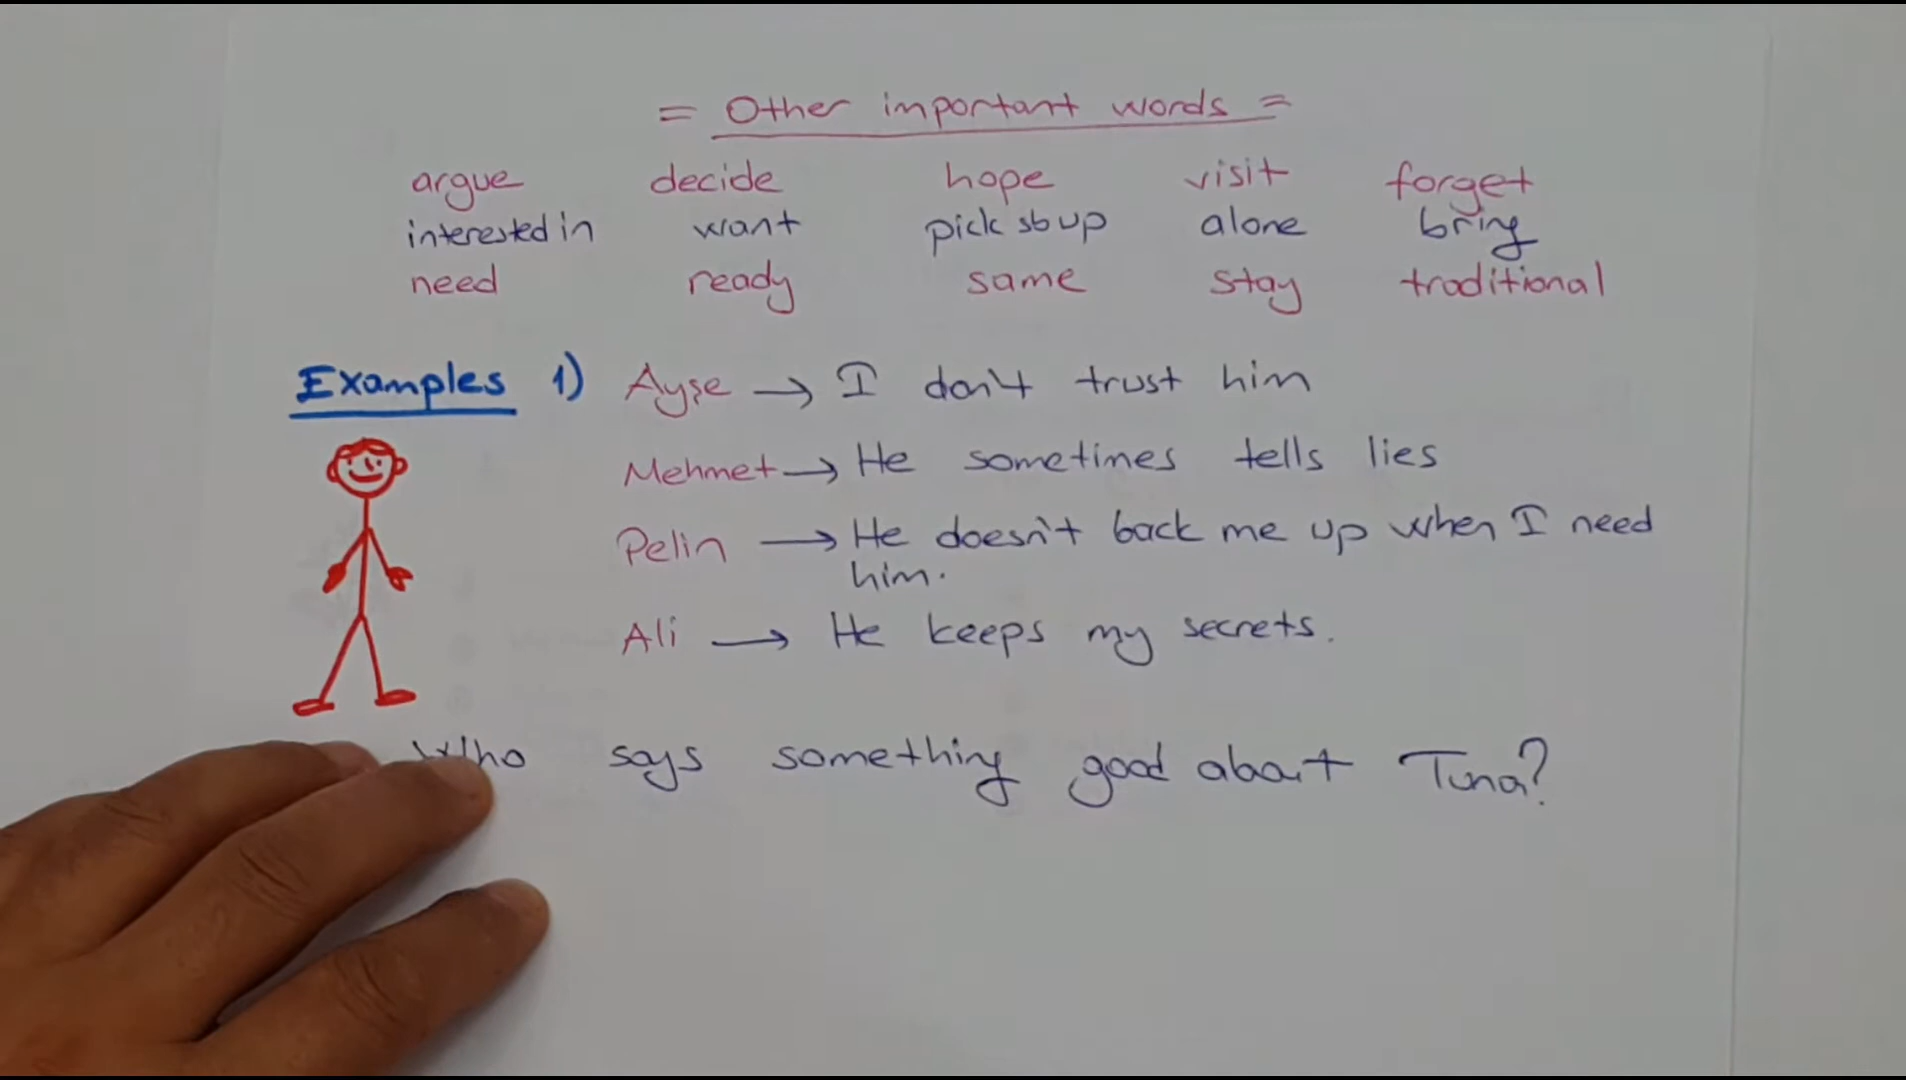 = Other important words =
argue decide hope visit forget
interested in want pick sb up alone bring
need ready same stay traditional
Examples 1) Ayşe → I don't trust him
Mehmet → He sometimes tells lies
Pelin → He doesn't back me up when I need
him.
Ali → He keeps my secrets.
Who says something good about Tuna?